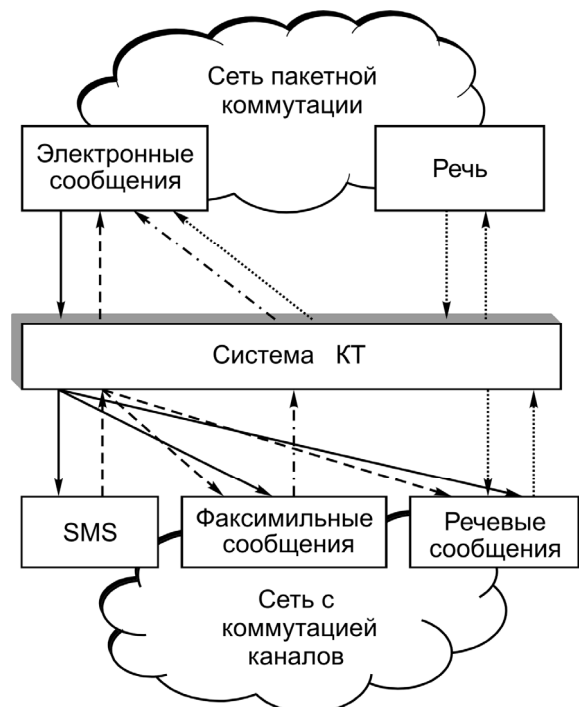 Сеть пакетной
коммутации
Электронные
сообщения
Речь
Система КТ
SMS
Факсимильные
сообщения
Речевые
сообщения
Сеть с
коммутацией
каналов